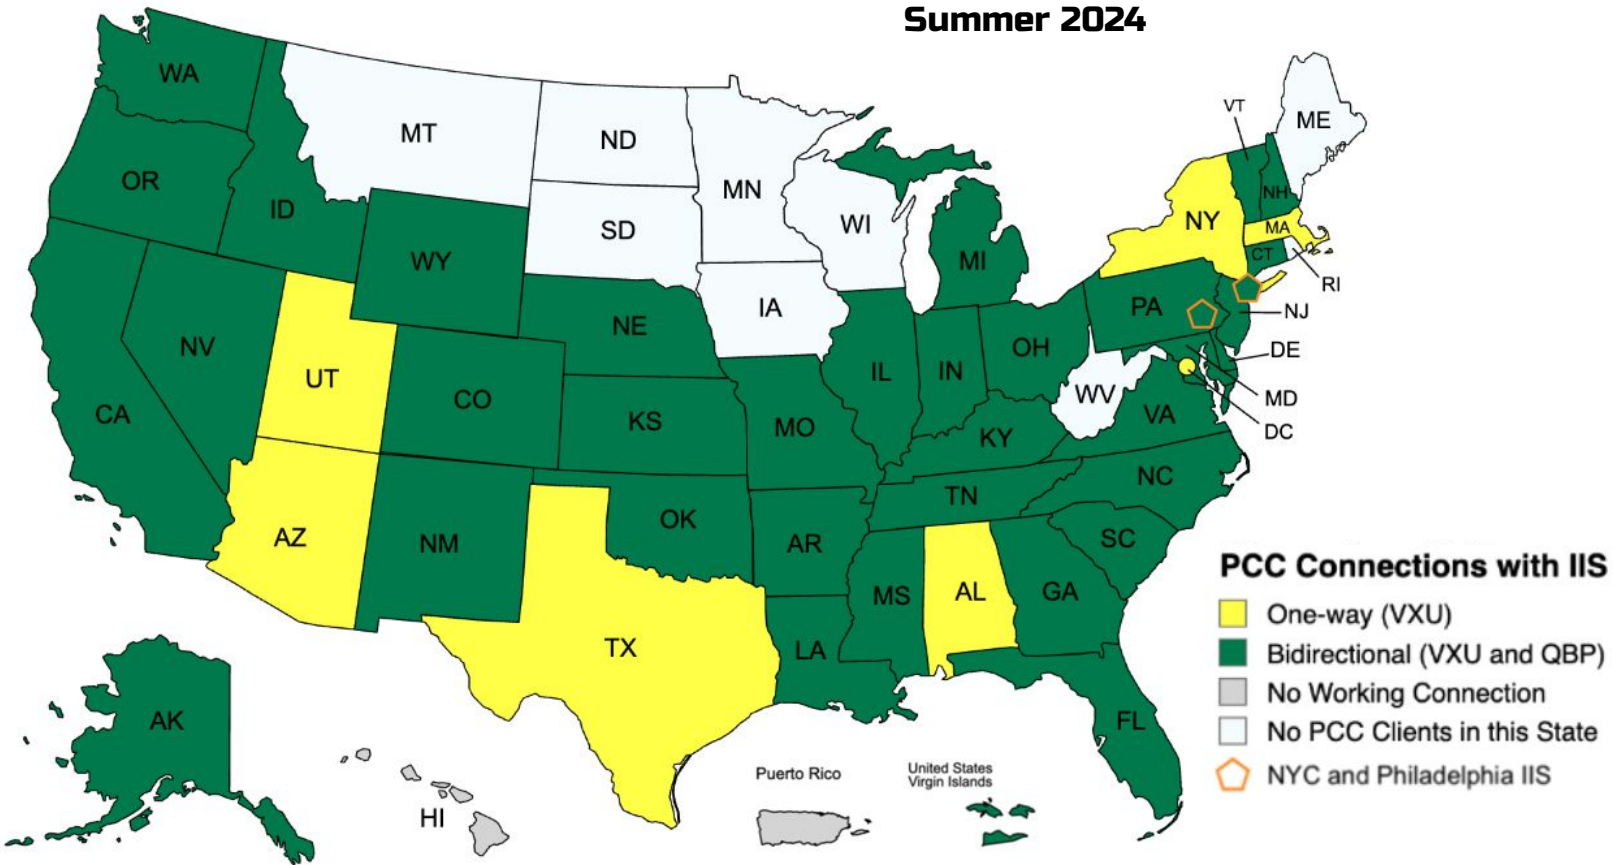 Summer 2024
WA
MT
ND
MN
VT
ME
OR
ID
SD
WI
NH
NY
MA
WY
MI
CT
RI
IA
PA
NJ
NE
NV
OH
DE
UT
IL
IN
WV
MD
CO
CA
KS
MO
VA
DC
KY
NC
TN
OK
AZ
NM
AR
SC
PCC Connections with IIS
MS
AL
GA
One-way (VXU)
TX
LA
Bidirectional (VXU and QBP)
No Working Connection
AK
FL
No PCC Clients in this State
Puerto Rico
United States
Virgin Islands
NYC and Philadelphia IIS
HI